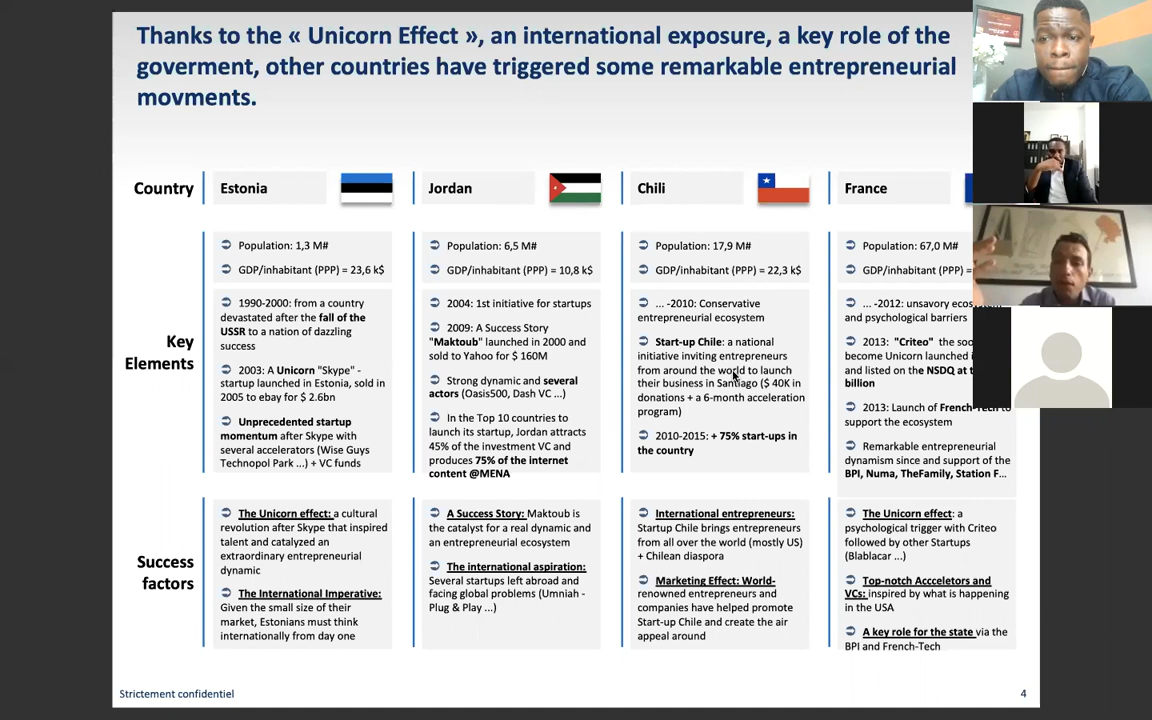 Thanks to the « Unicorn Effect », an international exposure, a key role of the
goverment, other countries have triggered some remarkable entrepreneurial
movments.
Country
Estonia
Jordan
Chili
France
Key
Elements
Population: 1,3 M#
GDP/inhabitant (PPP) = 23,6 k$
1990-2000: from a country
devastated after the fall of the
USSR to a nation of dazzling
success
2003: A Unicorn "Skype" -
startup launched in Estonia, sold in
2005 to ebay for $ 2.6bn
Unprecedented startup
momentum after Skype with
several accelerators (Wise Guys
Technopol Park ...) + VC funds
Population: 6,5 M#
GDP/inhabitant (PPP) = 10,8 k$
2004: 1st initiative for startups
2009: A Success Story
"Maktoub" launched in 2000 and
sold to Yahoo for $ 160M
Strong dynamic and several
actors (Oasis500, Dash VC ...)
In the Top 10 countries to
launch its startup, Jordan attracts
45% of the investment VC and
produces 75% of the internet
content @MENA
Population: 17,9 M#
GDP/inhabitant (PPP) = 22,3 k$
... -2010: Conservative
entrepreneurial ecosystem
Start-up Chile: a national
initiative inviting entrepreneurs
from around the world to launch
their business in Santiago ($ 40K in
donations + a 6-month acceleration
program)
2010-2015: + 75% start-ups in
the country
Population: 67,0 M#
GDP/inhabitant (PPP) =
... -2012: unsavory
and psychological barriers
2013: "Criteo" the
become Unicorn launched
and listed on the NSDQ at
billion
2013: Launch of French-Tech to
support the ecosystem
Remarkable entrepreneurial
dynamism since and support of the
BPI, Numa, TheFamily, Station F...
Success
factors
The Unicorn effect: a cultural
revolution after Skype that inspired
talent and catalyzed an
extraordinary entrepreneurial
dynamic
The International Imperative:
Given the small size of their
market, Estonians must think
internationally from day one
A Success Story: Maktoub is
the catalyst for a real dynamic and
an entrepreneurial ecosystem
The international aspiration:
Several startups left abroad and
facing global problems (Umniah -
Plug & Play ...)
International entrepreneurs:
Startup Chile brings entrepreneurs
from all over the world (mostly US)
+ Chilean diaspora
Marketing Effect: World-
renowned entrepreneurs and
companies have helped promote
Start-up Chile and create the air
appeal around
The Unicorn effect: a
psychological trigger with Criteo
followed by other Startups
(Blablacar ...)
Top-notch Accceletors and
VCs: inspired by what is happening
in the USA
A key role for the state via the
BPI and French-Tech
Strictement confidentiel
4